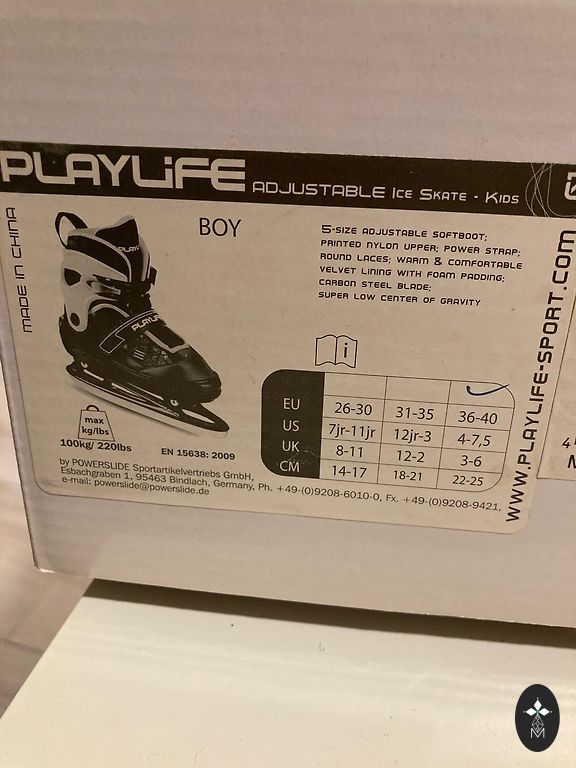 PLAYLIFE
ADJUSTABLE ICE SKATE - KIDS
MADE IN CHINA
BOY
5-SIZE ADJUSTABLE SOFTBOOT;
PRINTED NYLON UPPER; POWER STRAP;
ROUND LACES; WARM & COMFORTABLE
VELVET LINING WITH FOAM PADDING;
CARBON STEEL BLADE;
SUPER LOW CENTER OF GRAVITY
PLAYLIFE
i
EU 26-30 31-35 36-40
US 7jr-11jr 12jr-3 4-7,5
UK 8-11 12-2 3-6
CM 14-17 18-21 22-25
max
kg/lbs
100kg/ 220lbs
EN 15638: 2009
by POWERSLIDE Sportartikelvertriebs GmbH,
Esbachgraben 1, 95463 Bindlach, Germany, Ph. +49-(0)9208-6010-0, Fx. +49-(0)9208-9421,
e-mail: powerslide@powerslide.de
WWW.PLAYLIFE-SPORT.COM
M